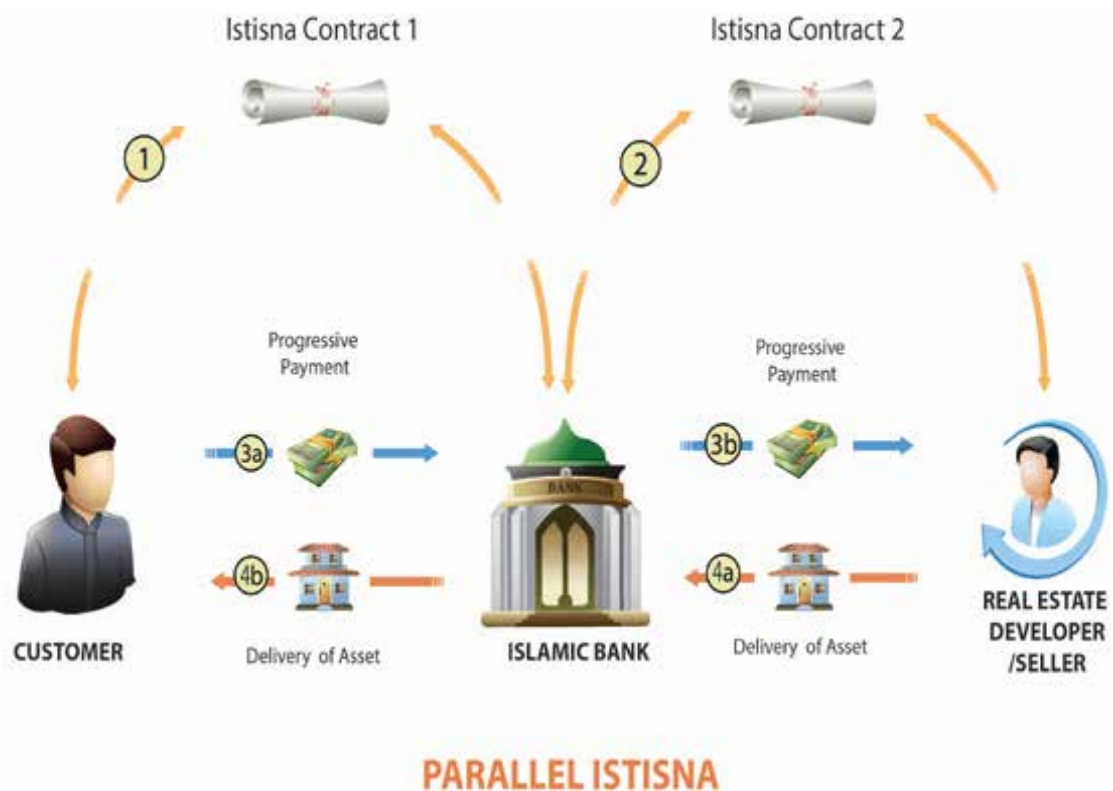 Istisna Contract 1
Istisna Contract 2
1
2
Progressive
Payment
Progressive
Payment
3a
3b
BANK
4b
4a
CUSTOMER
Delivery of Asset
ISLAMIC BANK
Delivery of Asset
REAL ESTATE
DEVELOPER
/SELLER
PARALLEL ISTISNA